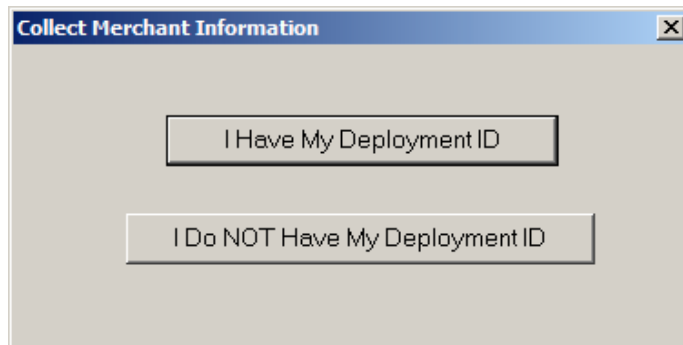 Collect Merchant Information
I Have My Deployment ID
I Do NOT Have My Deployment ID